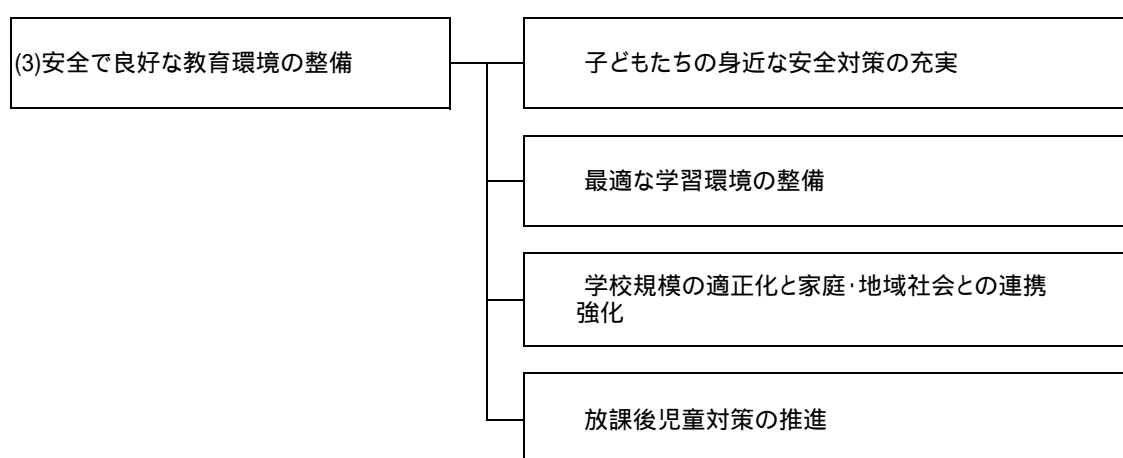 (3)安全で良好な教育環境の整備
子どもたちの身近な安全対策の充実
最適な学習環境の整備
学校規模の適正化と家庭･地域社会との連携
強化
放課後児童対策の推進